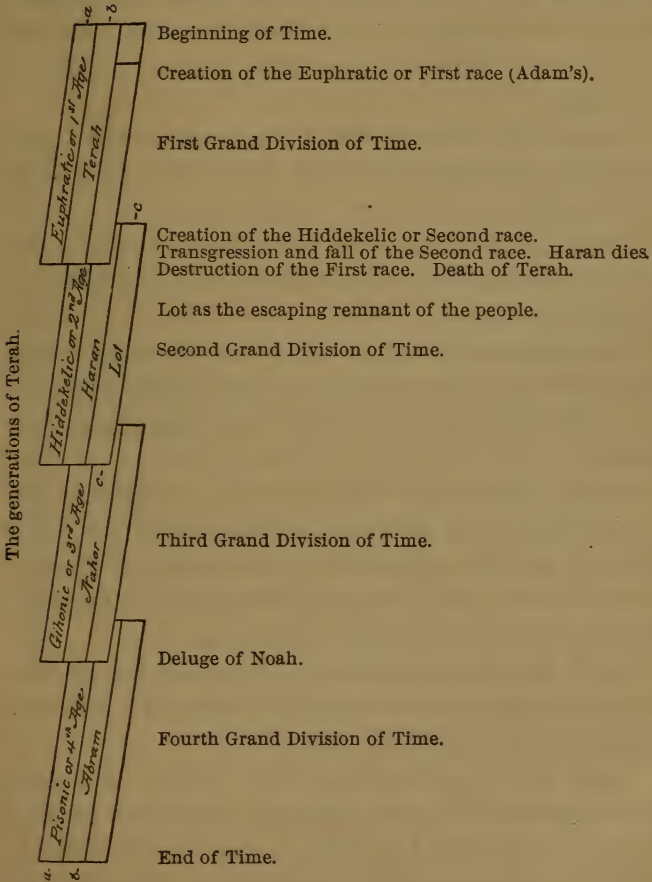 -a
-b
Beginning of Time.
Creation of the Euphratic or First race (Adam's).
Euphratic or 1st Age
Terah
First Grand Division of Time.
-c
Creation of the Hiddekelic or Second race.
Transgression and fall of the Second race. Haran dies.
Destruction of the First race. Death of Terah.
Lot as the escaping remnant of the people.
Hiddekelic or 2nd Age
Haran
Lot
Second Grand Division of Time.
The generations of Terah.
c-
Gihonic or 3rd Age
Nahor
Third Grand Division of Time.
Deluge of Noah.
Pisonic or 4th Age
Abram
Fourth Grand Division of Time.
End of Time.
a-
b-